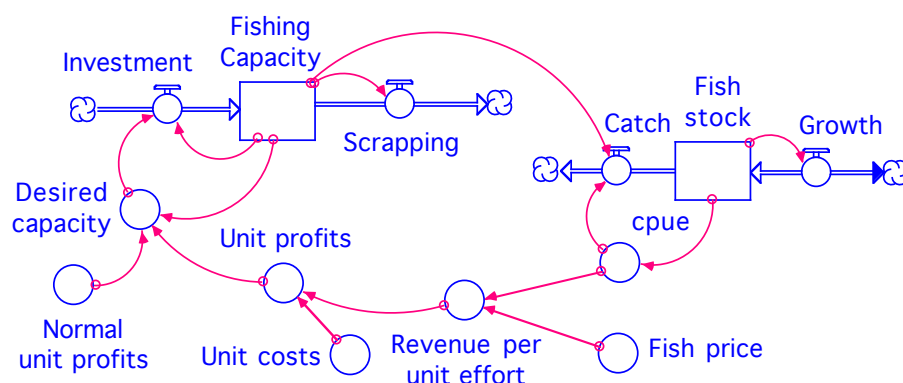 Fishing
Capacity
Investment
Scrapping
Fish
stock
Catch
Growth
Desired
capacity
cpue
Unit profits
Normal
unit profits
Unit costs
Revenue per
unit effort
Fish price